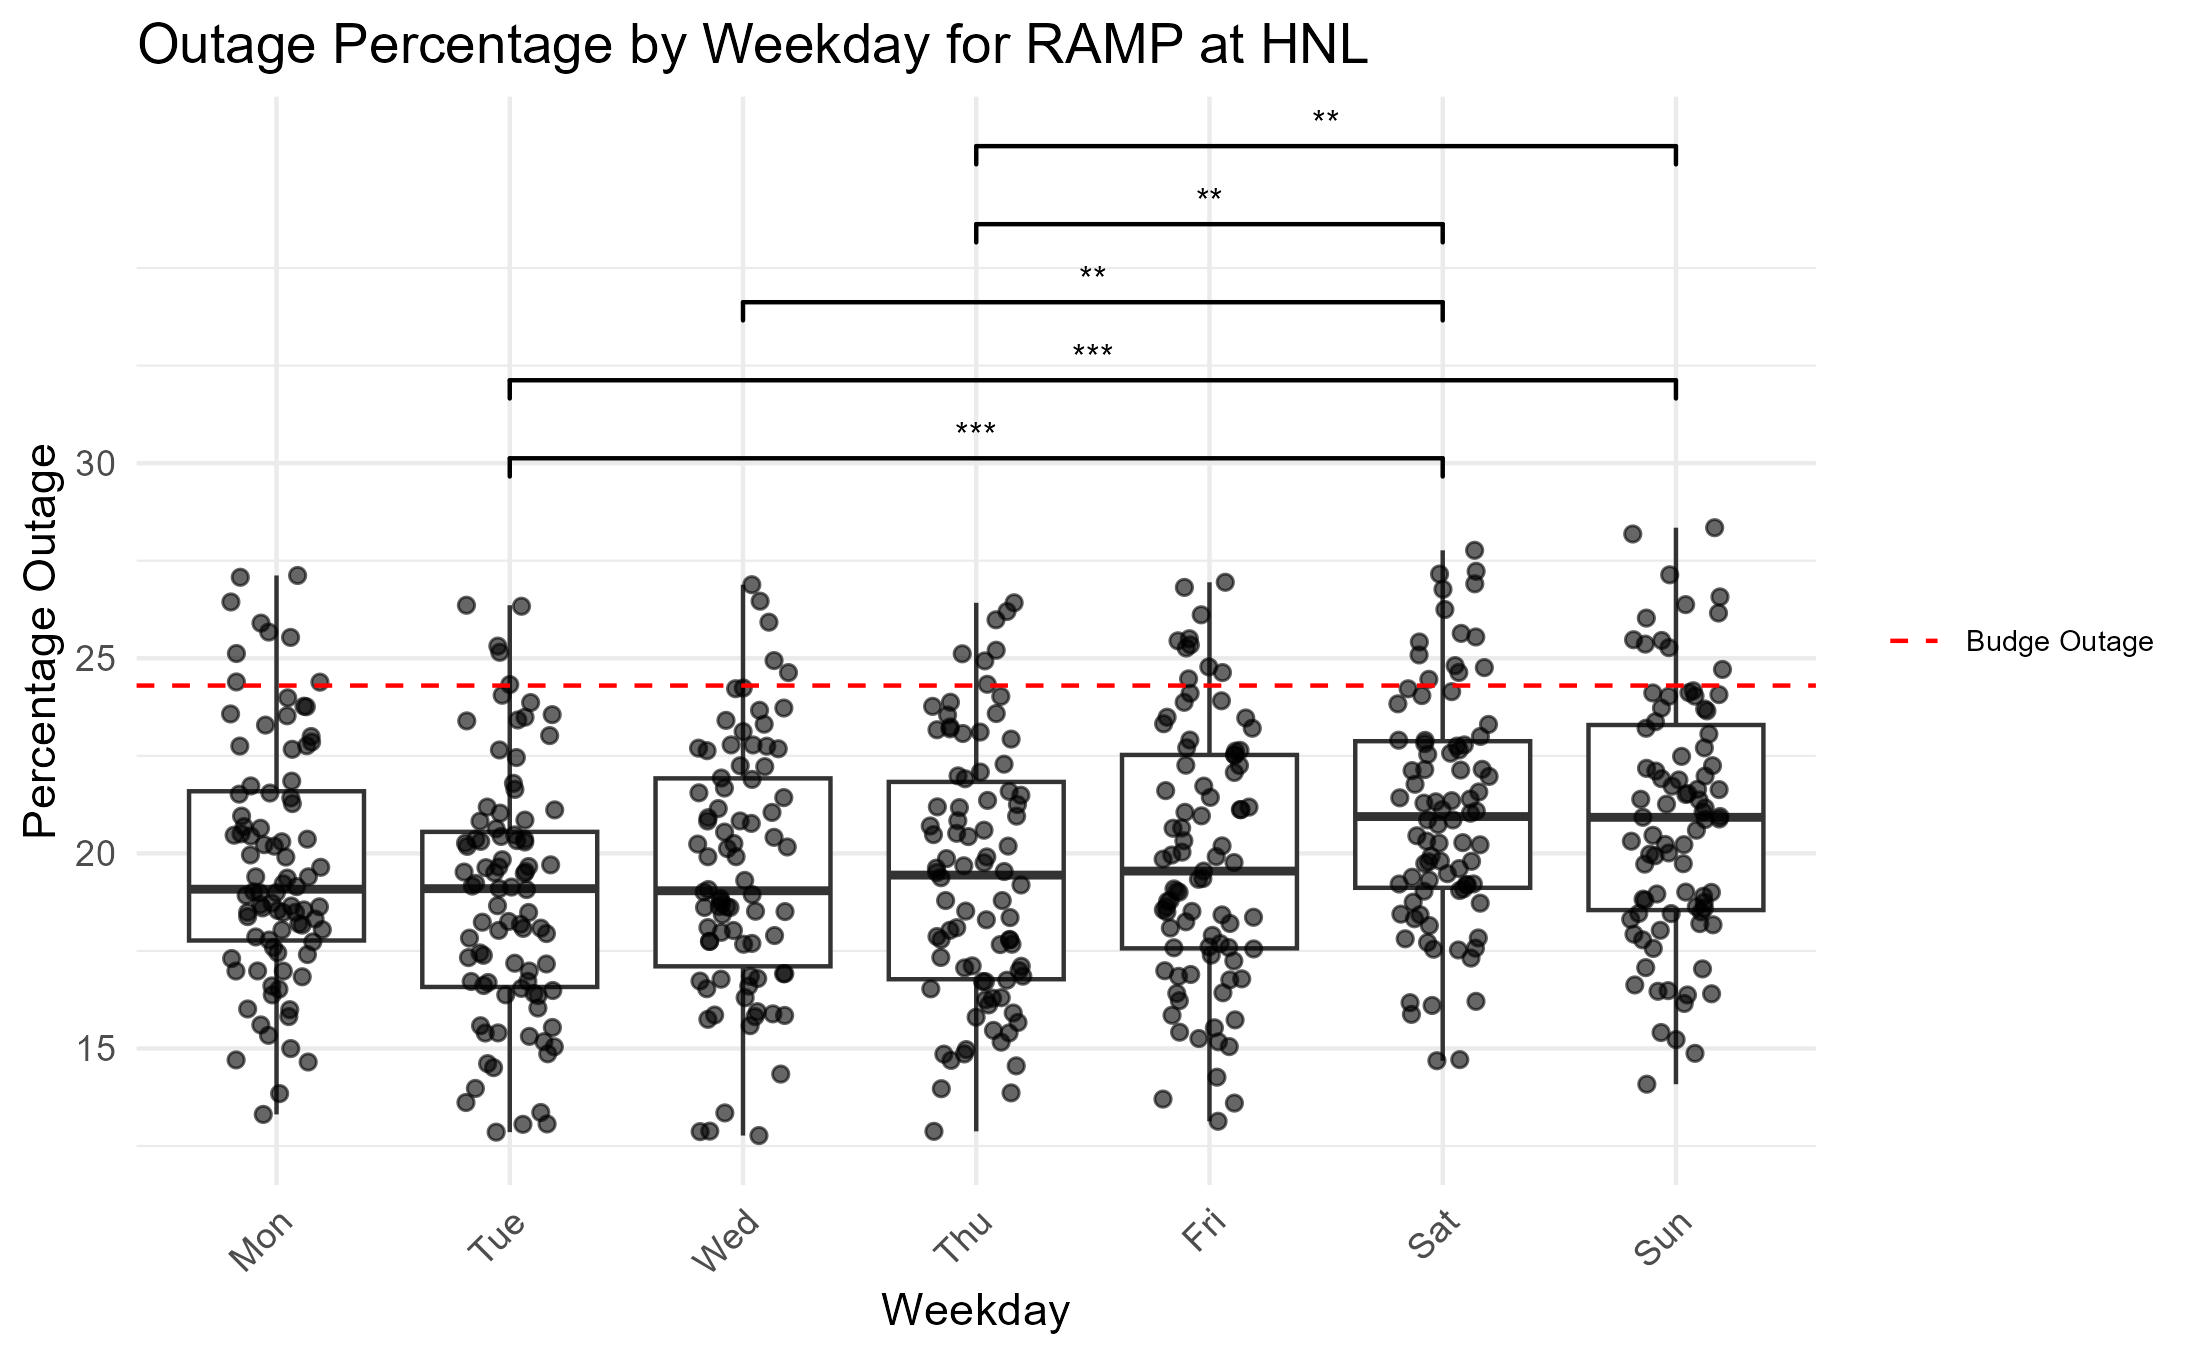 Outage Percentage by Weekday for RAMP at HNL
**
**
**
***
***
Percentage Outage
30
25
20
15
Budge Outage
Mon Tue Wed Thu Fri Sat Sun
Weekday